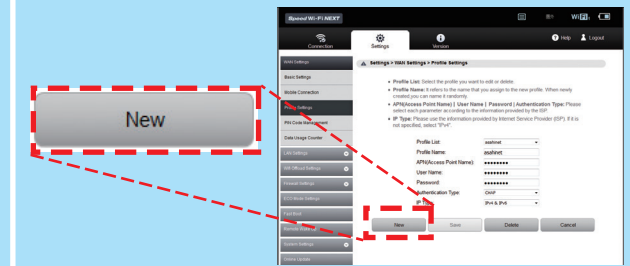 Speed Wi-Fi NEXT
Wi Fi
Connection
Settings
Version
Help
Logout
WAN Settings
Settings > WAN Settings > Profile Settings
Basic Settings
Mobile Connection
Profile Settings
PIN Code Management
Data Usage Counter
LAN Settings
Wifi Offload Settings
Firewall Settings
ECO Mode Settings
Fast Boot
System Settings
Online Update
• Profile List: Select the profile you want to edit or delete.
• Profile Name: It refers to the name that you assign to the new profile. When newly
created you can name it randomly.
• APN(Access Point Name) | User Name | Password | Authentication Type: Please
select each parameter according to the information provided by the ISP.
• IP Type: Please use the information provided by Internet Service Provider (ISP). If it is
not specified, select "IPv4".
Profile List: asahinet
Profile Name: asahinet
APN(Access Point Name): ••••••••
User Name ••••••••
Password ••••••••
Authentication Type: CHAP
IP Type IPv4 & IPv6
New
Save
Delete
Cancel
New